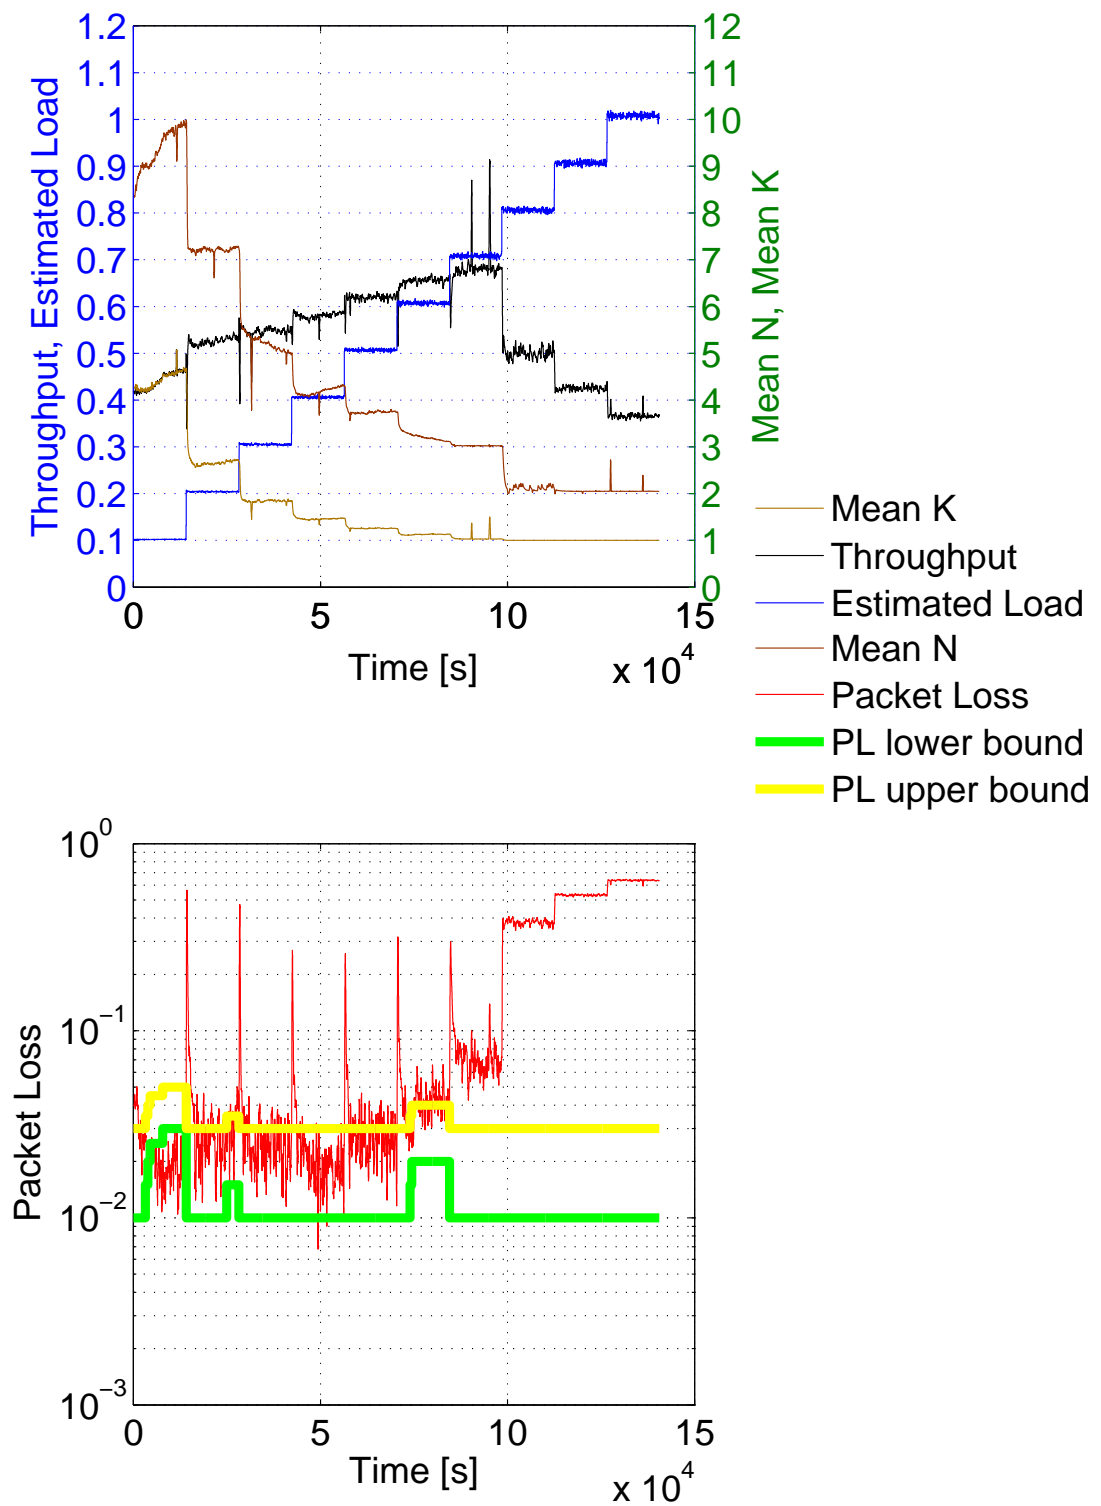 1.2
1.1
1
0.9
0.8
0.7
0.6
0.5
0.4
0.3
0.2
0.1
0
Throughput, Estimated Load
12
11
10
9
8
7
6
5
4
3
2
1
0
Mean N, Mean K
0 5 10 15
Time [s]
x 10^4
Mean K
Throughput
Estimated Load
Mean N
Packet Loss
PL lower bound
PL upper bound
10^0
10^−1
10^−2
10^−3
Packet Loss
0 5 10 15
Time [s]
x 10^4